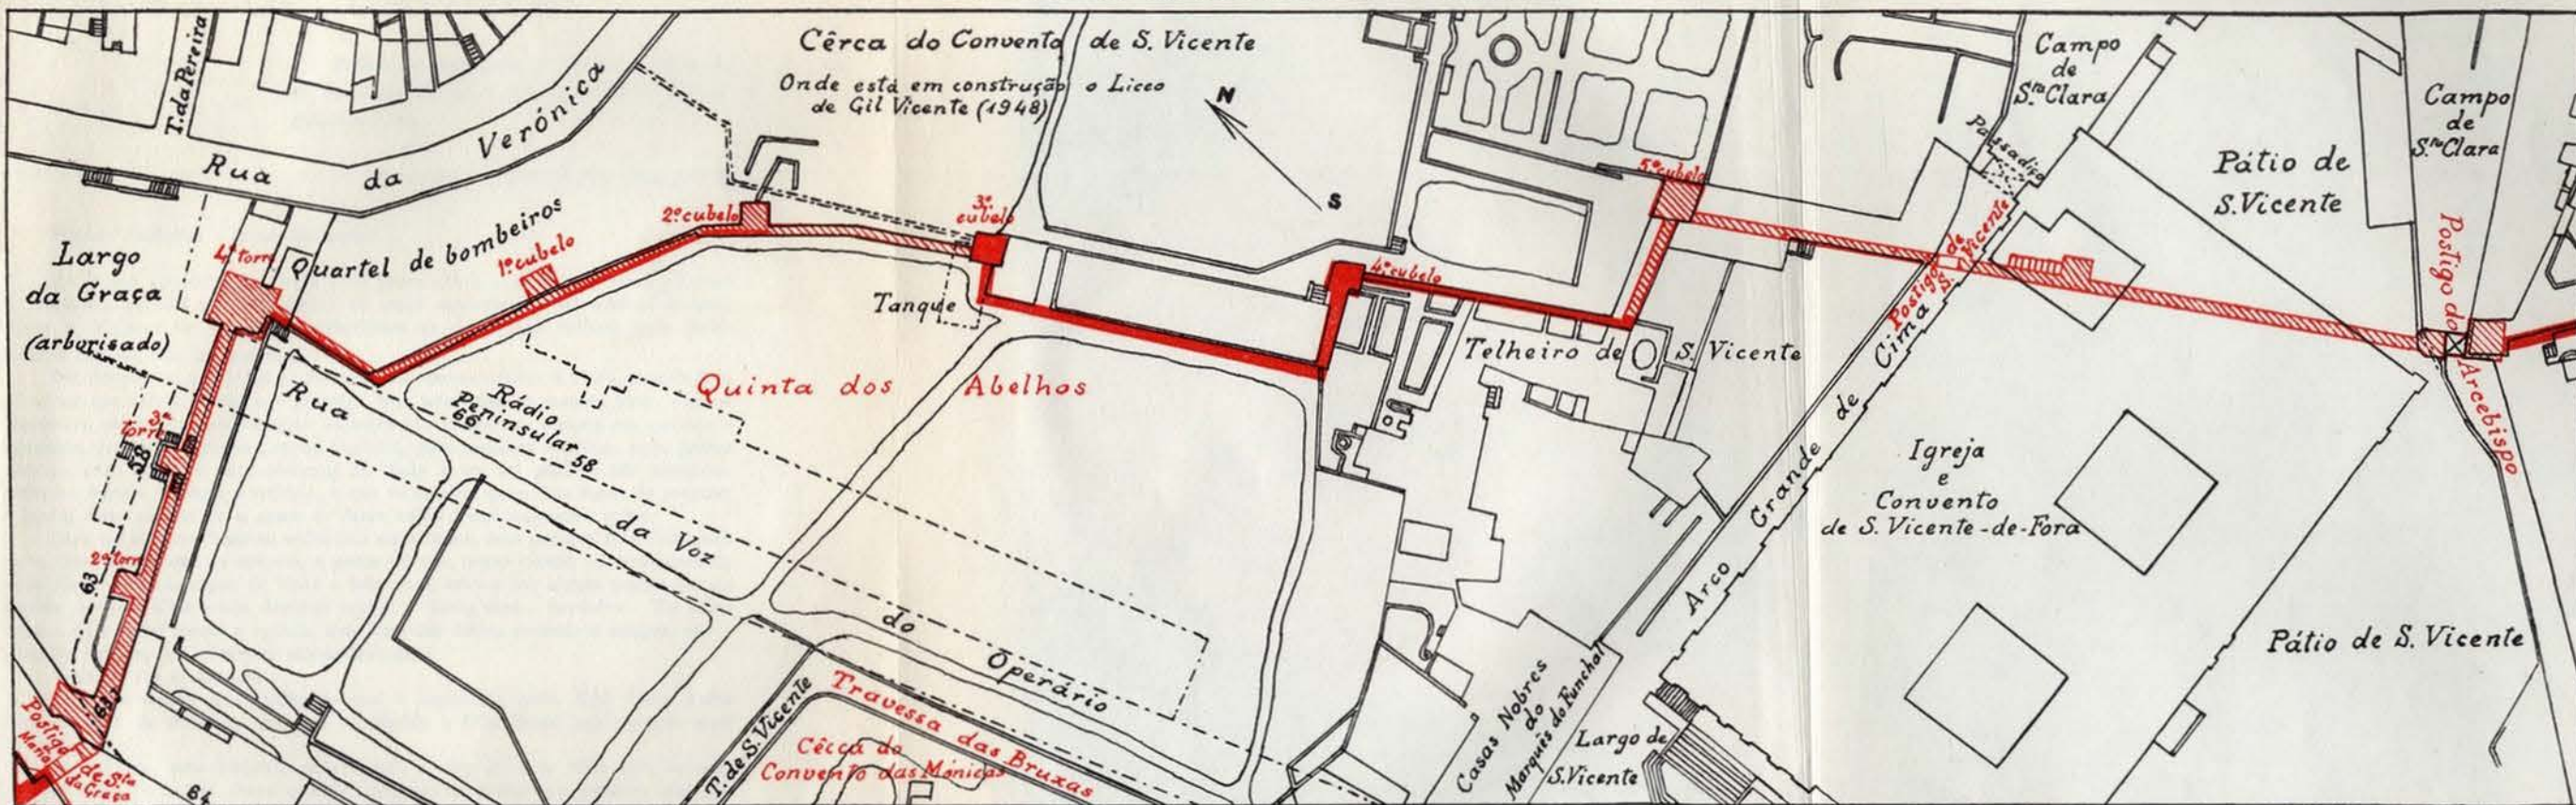 T. da Pereira
Rua da Verónica
Cêrca do Convento de S. Vicente
Onde está em construção o Liceo
de Gil Vicente (1948)
N
S
Campo
de
S.ta Clara
Passadiço
Pátio de
S. Vicente
Campo
de
S.ta Clara
Largo
da Graça
(arborisado)
4ª torre
Quartel de bombeiros
1º cubelo
2º cubelo
3º
cubelo
Tanque
4º cubelo
5º cubelo
Postigo de
S. Vicente
Postigo do Arcebispo
Telheiro de S. Vicente
Quinta dos Abelhos
Rádio
Peninsular
66
58
3ª
torre
58
2ª torre
63
63
Postigo
de Sta
Maria
da Graça
64
Rua da Voz do Operário
T. de S. Vicente
Travessa das Bruxas
Cêrca do
Convento das Mónicas
Casas Nobres
do
Marquês do Funchal
Largo de
S. Vicente
Arco Grande de Cima
Igreja
e
Convento
de S. Vicente-de-Fora
Pátio de S. Vicente